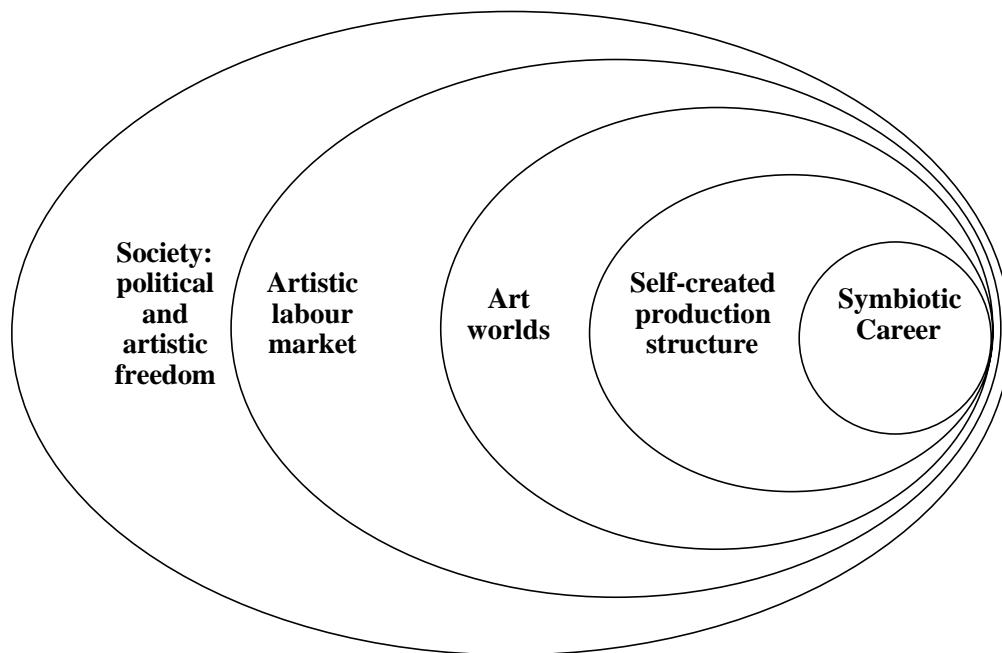 Society:
political
and
artistic
freedom
Artistic
labour
market
Art
worlds
Self-created
production
structure
Symbiotic
Career